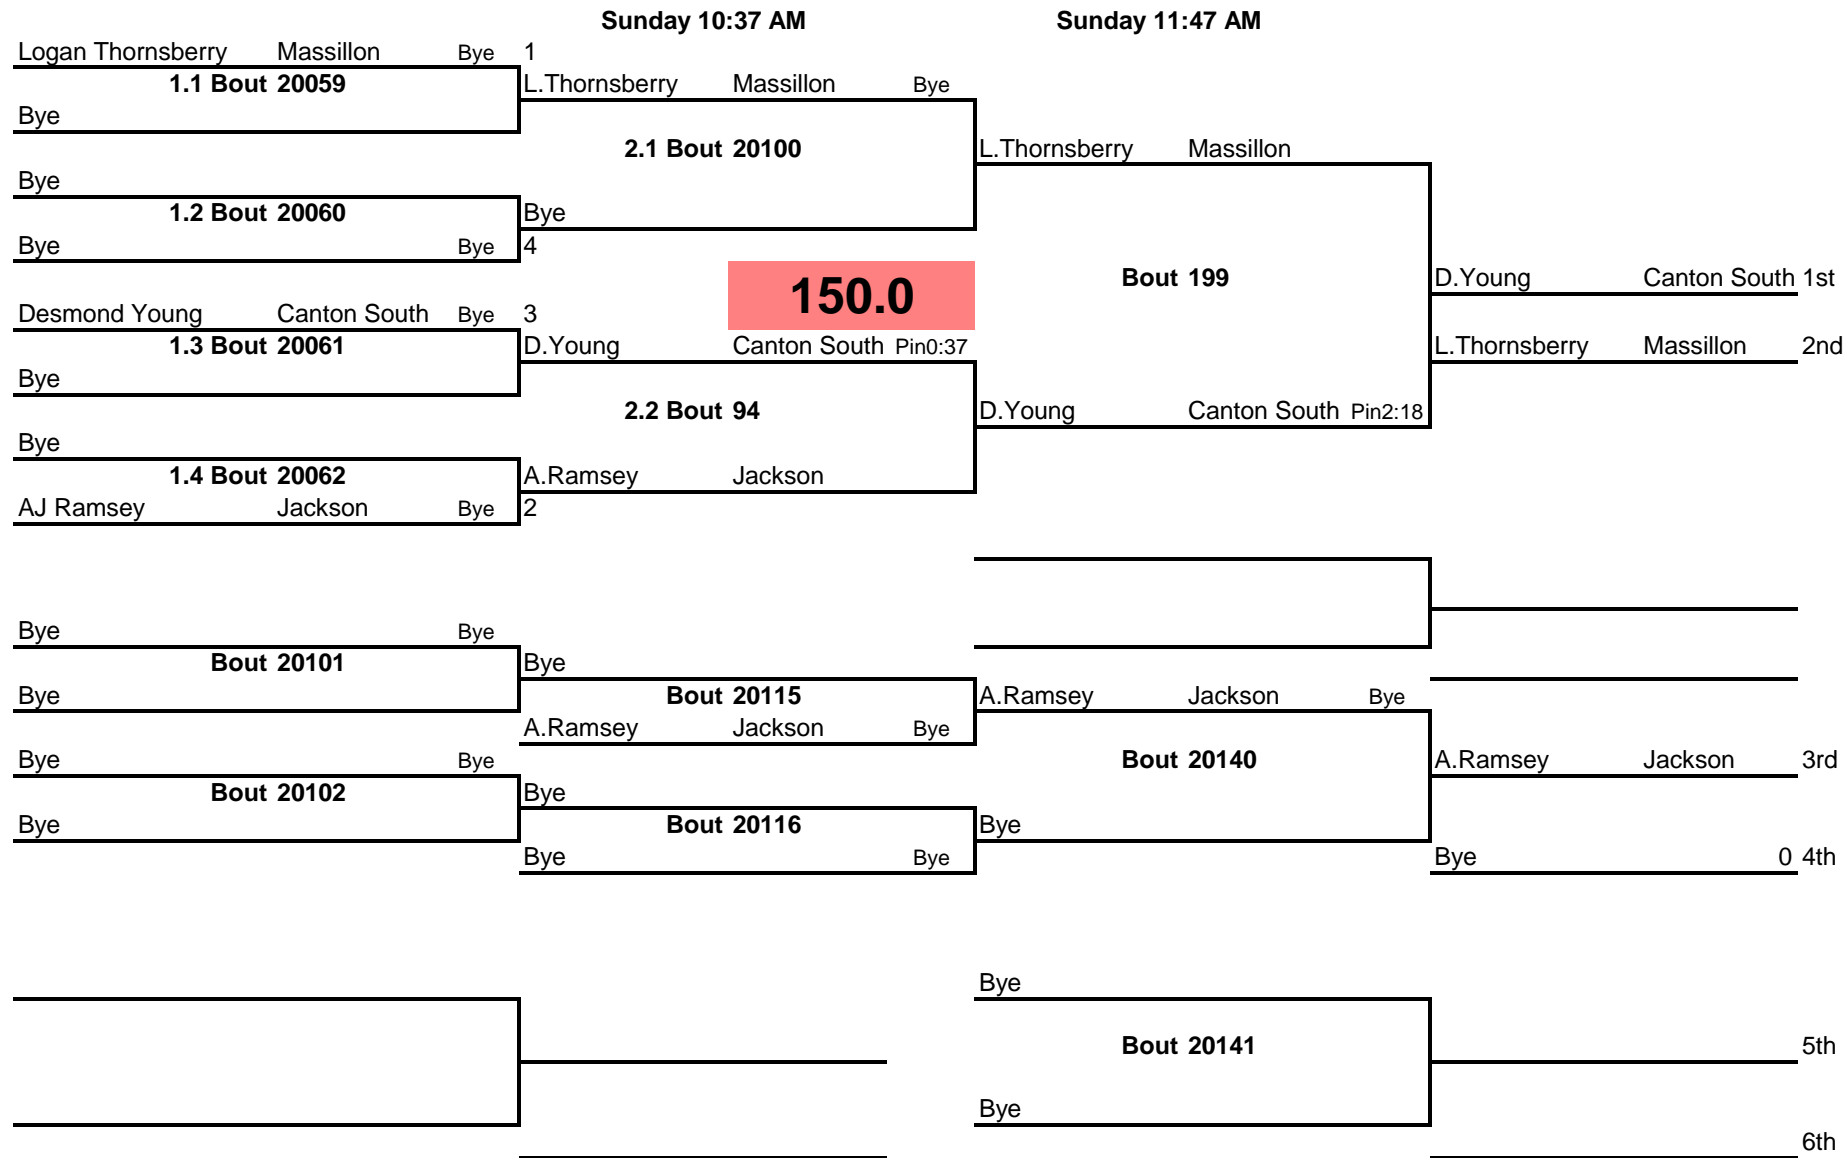 Sunday 10:37 AM Sunday 11:47 AM
Logan Thornsberry Massillon Bye 1
1.1 Bout 20059 L.Thornsberry Massillon Bye
Bye
2.1 Bout 20100 L.Thornsberry Massillon
Bye
1.2 Bout 20060 Bye
Bye Bye 4
150.0 Bout 199 D.Young Canton South 1st
Desmond Young Canton South Bye 3
1.3 Bout 20061 D.Young Canton South Pin0:37 L.Thornsberry Massillon 2nd
Bye
2.2 Bout 94 D.Young Canton South Pin2:18
Bye
1.4 Bout 20062 A.Ramsey Jackson
AJ Ramsey Jackson Bye 2
Bye Bye
Bout 20101 Bye
Bye Bout 20115 A.Ramsey Jackson Bye
A.Ramsey Jackson Bye
Bye Bye Bout 20140 A.Ramsey Jackson 3rd
Bout 20102 Bye
Bye Bout 20116 Bye
Bye Bye Bye 0 4th
Bye
Bout 20141 5th
Bye
6th